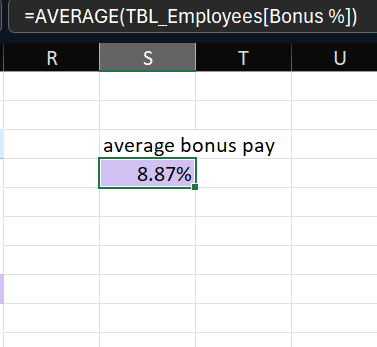 =AVERAGE(TBL_Employees[Bonus %])
R S T U
average bonus pay
8.87%